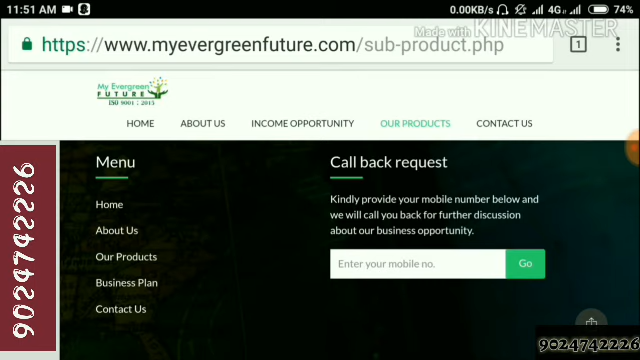 11:51 AM
0.00KB/s
4G
74%
Made with KINEMASTER
https://www.myevergreenfuture.com/sub-product.php
1
My Evergreen
FUTURE
ISO 9001 : 2015
HOME ABOUT US INCOME OPPORTUNITY OUR PRODUCTS CONTACT US
9024742226
Menu
Home
About Us
Our Products
Business Plan
Contact Us
Call back request
Kindly provide your mobile number below and
we will call you back for further discussion
about our business opportunity.
Enter your mobile no.
Go
9024742226